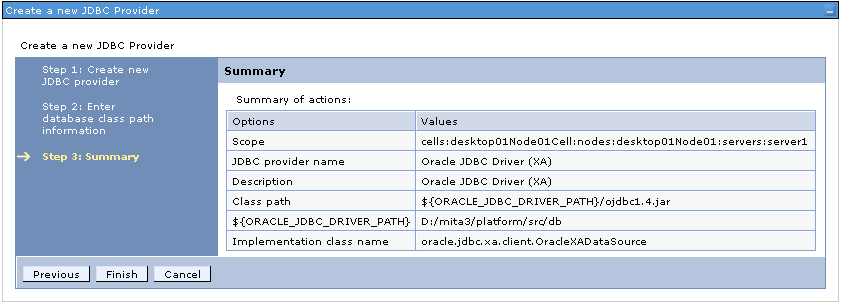 Create a new JDBC Provider
Create a new JDBC Provider
Step 1: Create new
JDBC provider
Step 2: Enter
database class path
information
Step 3: Summary
Summary
Summary of actions:
Options Values
Scope cells:desktop01Node01Cell:nodes:desktop01Node01:servers:server1
JDBC provider name Oracle JDBC Driver (XA)
Description Oracle JDBC Driver (XA)
Class path ${ORACLE_JDBC_DRIVER_PATH}/ojdbc1.4.jar
${ORACLE_JDBC_DRIVER_PATH} D:/mita3/platform/src/db
Implementation class name oracle.jdbc.xa.client.OracleXADataSource
Previous Finish Cancel